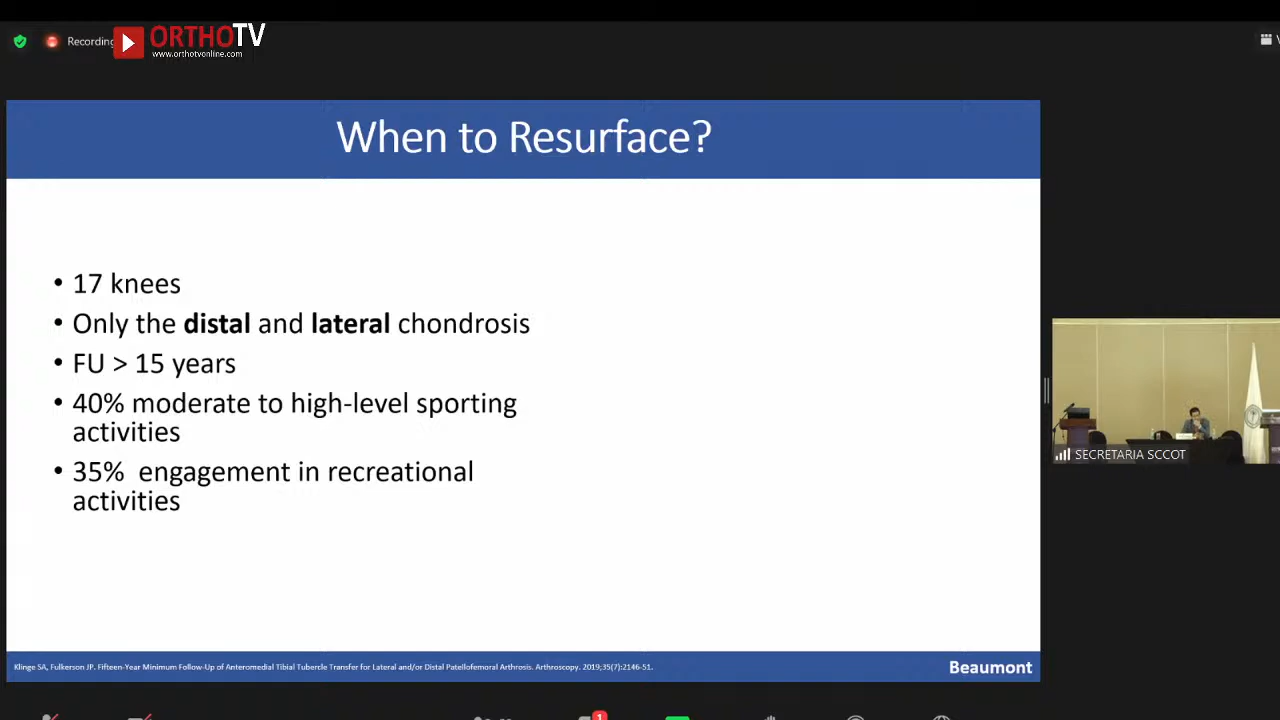 Recording
ORTHOTV
www.orthotvonline.com
When to Resurface?
• 17 knees
• Only the distal and lateral chondrosis
• FU > 15 years
• 40% moderate to high-level sporting
activities
• 35% engagement in recreational
activities
SECRETARIA SCCOT
Klinge SA, Fulkerson JP. Fifteen-Year Minimum Follow-Up of Anteromedial Tibial Tubercle Transfer for Lateral and/or Distal Patellofemoral Arthrosis. Arthroscopy. 2019;35(7):2146-51.
Beaumont
1